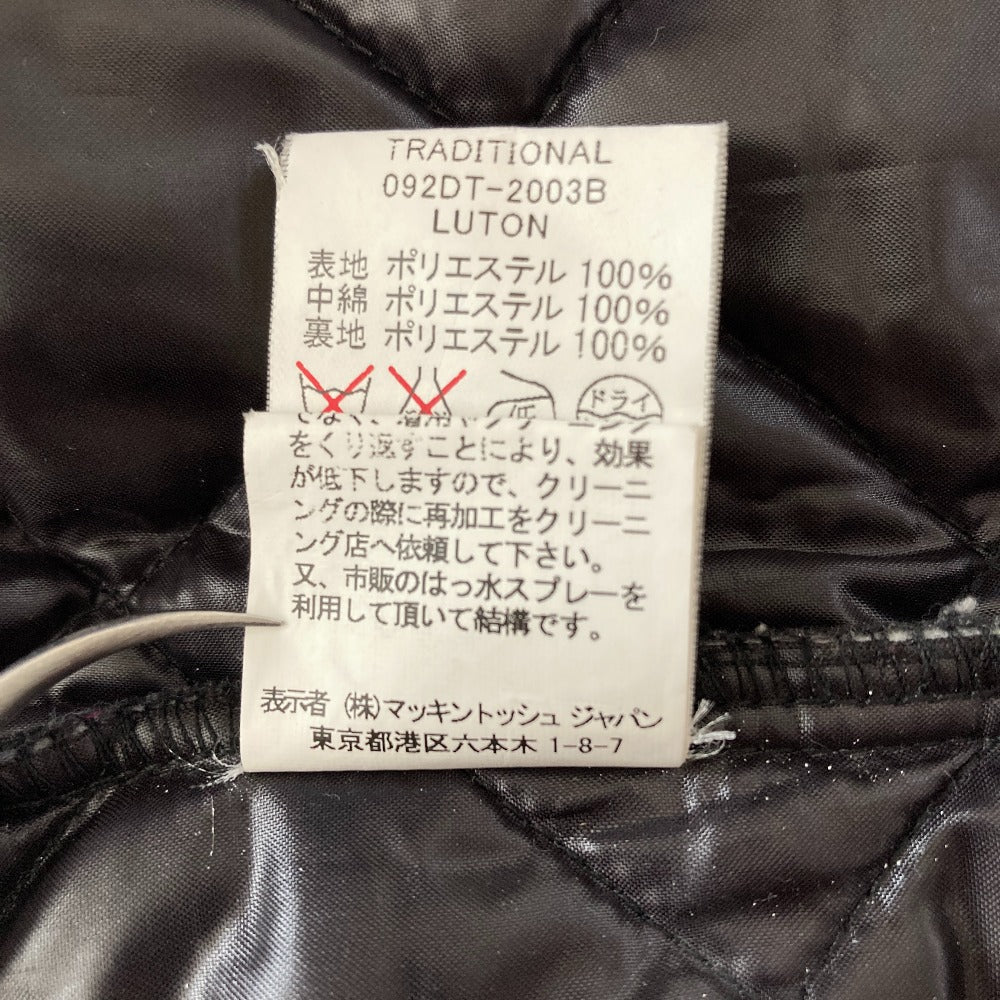 TRADITIONAL
092DT-2003B
LUTON
表地 ポリエステル 100%
中綿 ポリエステル 100%
裏地 ポリエステル 100%
低 ドライ
をくり返すことにより、効果
が低下しますので、クリーニ
ングの際に再加工をクリーニ
ング店へ依頼して下さい。
又、市販のはっ水スプレーを
利用して頂いて結構です。
表示者 (株)マッキントッシュ ジャパン
東京都港区六本木 1-8-7